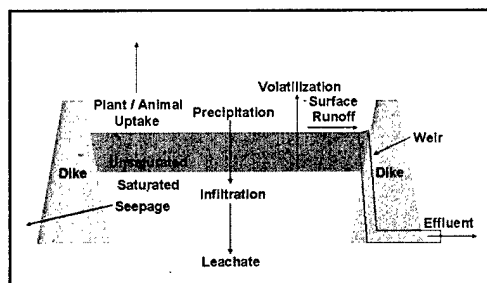 Volatilization
Plant / Animal
Uptake
Precipitation
Surface
Runoff
Weir
Unsaturated
Dike
Dike
Saturated
Infiltration
Seepage
Effluent
Leachate